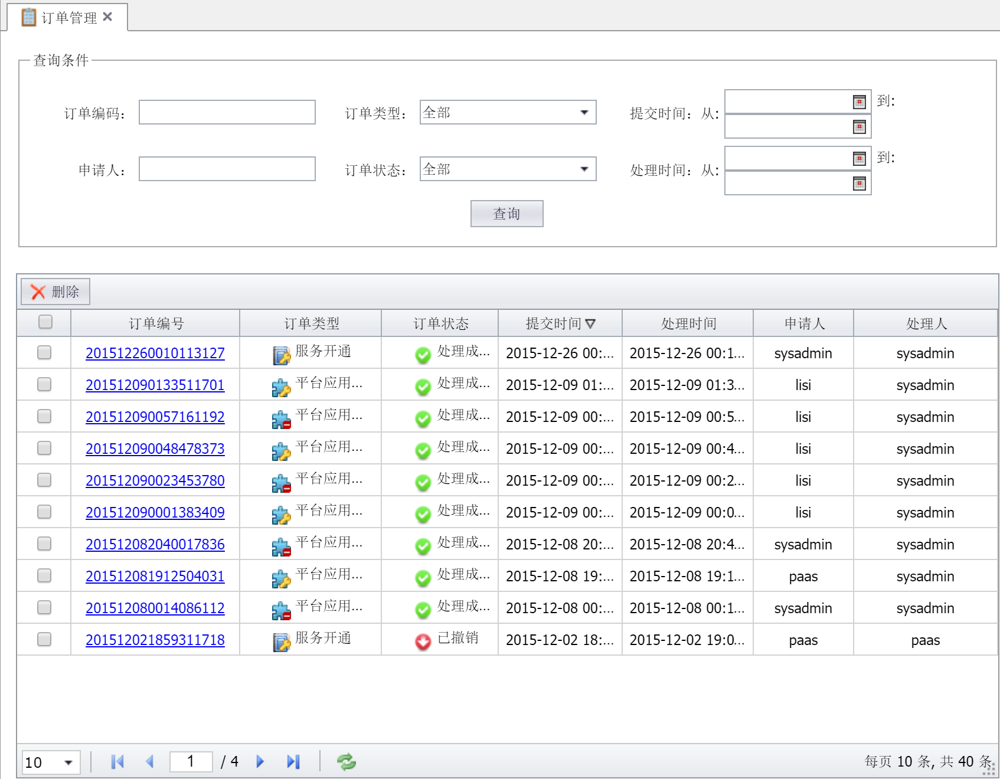 订单管理
查询条件
订单编码： 订单类型： 全部 提交时间： 从: 到:
申请人： 订单状态： 全部 处理时间： 从: 到:
查询
删除
订单编号 订单类型 订单状态 提交时间 处理时间 申请人 处理人
201512260010113127 服务开通 处理成... 2015-12-26 00:... 2015-12-26 00:1... sysadmin sysadmin
201512090133511701 平台应用... 处理成... 2015-12-09 01:... 2015-12-09 01:3... lisi sysadmin
201512090057161192 平台应用... 处理成... 2015-12-09 00:... 2015-12-09 00:5... lisi sysadmin
201512090048478373 平台应用... 处理成... 2015-12-09 00:... 2015-12-09 00:4... lisi sysadmin
201512090023453780 平台应用... 处理成... 2015-12-09 00:... 2015-12-09 00:2... lisi sysadmin
201512090001383409 平台应用... 处理成... 2015-12-09 00:... 2015-12-09 00:0... lisi sysadmin
201512082040017836 平台应用... 处理成... 2015-12-08 20:... 2015-12-08 20:4... sysadmin sysadmin
201512081912504031 平台应用... 处理成... 2015-12-08 19:... 2015-12-08 19:1... paas sysadmin
201512080014086112 平台应用... 处理成... 2015-12-08 00:... 2015-12-08 00:1... sysadmin sysadmin
201512021859311718 服务开通 已撤销 2015-12-02 18:... 2015-12-02 19:0... paas paas
10 1 / 4 每页 10 条, 共 40 条